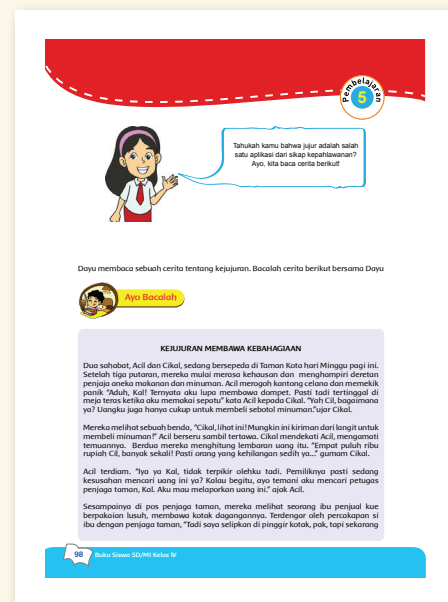 Pembelajaran
5
Tahukah kamu bahwa jujur adalah salah
satu aplikasi dari sikap kepahlawanan?
Ayo, kita baca cerita berikut!
Dayu membaca sebuah cerita tentang kejujuran. Bacalah cerita berikut bersama Dayu
Ayo Bacalah
KEJUJURAN MEMBAWA KEBAHAGIAAN
Dua sahabat, Acil dan Cikal, sedang bersepeda di Taman Kota hari Minggu pagi ini.
Setelah tiga putaran, mereka mulai merasa kehausan dan menghampiri deretan
penjaja aneka makanan dan minuman. Acil merogoh kantong celana dan memekik
panik "Aduh, Kal! Ternyata aku lupa membawa dompet. Pasti tadi tertinggal di
meja teras ketika aku memakai sepatu" kata Acil kepada Cikal. "Yah Cil, bagaimana
ya? Uangku juga hanya cukup untuk membeli sebotol minuman."ujar Cikal.
Mereka melihat sebuah benda, "Cikal, lihat ini! Mungkin ini kiriman dari langit untuk
membeli minuman!" Acil berseru sambil tertawa. Cikal mendekati Acil, mengamati
temuannya. Berdua mereka menghitung lembaran uang itu. "Empat puluh ribu
rupiah Cil, banyak sekali! Pasti orang yang kehilangan sedih ya..." gumam Cikal.
Acil terdiam. "Iya ya Kal, tidak terpikir olehku tadi. Pemiliknya pasti sedang
kesusahan mencari uang ini ya? Kalau begitu, ayo temani aku mencari petugas
penjaga taman, Kal. Aku mau melaporkan uang ini." ajak Acil.
Sesampainya di pos penjaga taman, mereka melihat seorang ibu penjual kue
berpakaian lusuh, membawa kotak dagangannya. Terdengar oleh percakapan si
ibu dengan penjaga taman, "Tadi saya selipkan di pinggir kotak, pak, tapi sekarang
98 Buku Siswa SD/MI Kelas IV